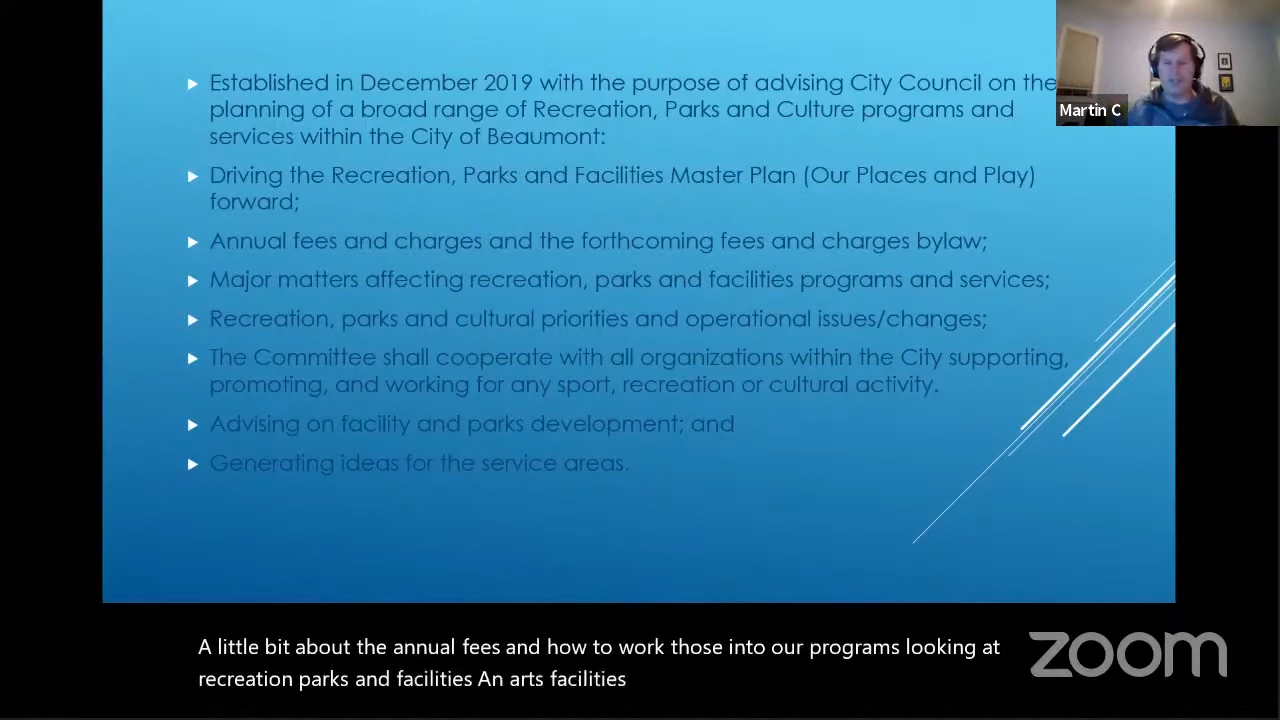 Established in December 2019 with the purpose of advising City Council on the
planning of a broad range of Recreation, Parks and Culture programs and
services within the City of Beaumont:
Driving the Recreation, Parks and Facilities Master Plan (Our Places and Play)
forward;
Annual fees and charges and the forthcoming fees and charges bylaw;
Major matters affecting recreation, parks and facilities programs and services;
Recreation, parks and cultural priorities and operational issues/changes;
The Committee shall cooperate with all organizations within the City supporting,
promoting, and working for any sport, recreation or cultural activity.
Advising on facility and parks development; and
Generating ideas for the service areas.
Martin C
A little bit about the annual fees and how to work those into our programs looking at
recreation parks and facilities An arts facilities
zoom